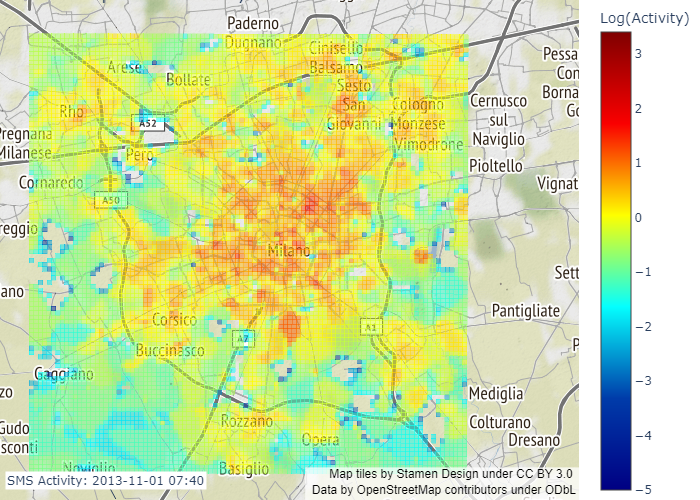 Log(Activity)
Paderno
Dugnano
Cinisello
Balsamo
Arese
Bollate
Pessa
Con
Borna
Go
Sesto
San
Giovanni
Rho
Cologno
Monzese
Cernusco
sul
Naviglio
A52
Pregnana
Milanese
Pero
Vimodrone
Pioltello
Cornaredo
Vignat
A50
reggio
Milano
Sett
ano
Pantigliate
Corsico
A7
A1
Buccinasco
Gaggiano
zo
Mediglia
Rozzano
Gudo
sconti
Colturano
Dresano
Opera
Noviglio
Basiglio
3
2
1
0
−1
−2
−3
−4
−5
SMS Activity: 2013-11-01 07:40
Map tiles by Stamen Design under CC BY 3.0
Data by OpenStreetMap contributors under ODbL